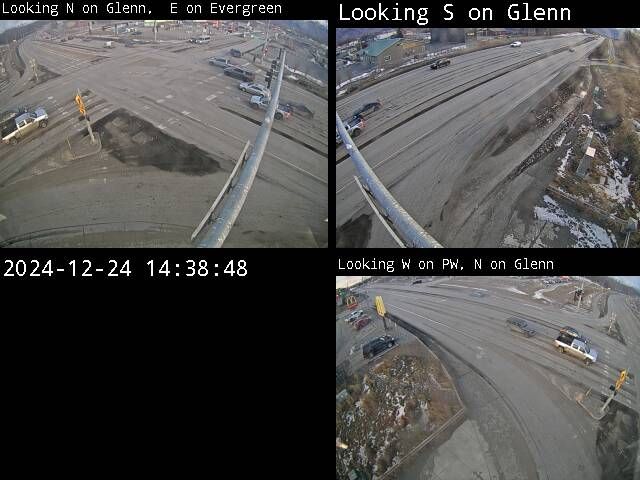 Looking N on Glenn,  E on Evergreen
Looking S on Glenn
2024-12-24 14:38:48
Looking W on PW, N on Glenn